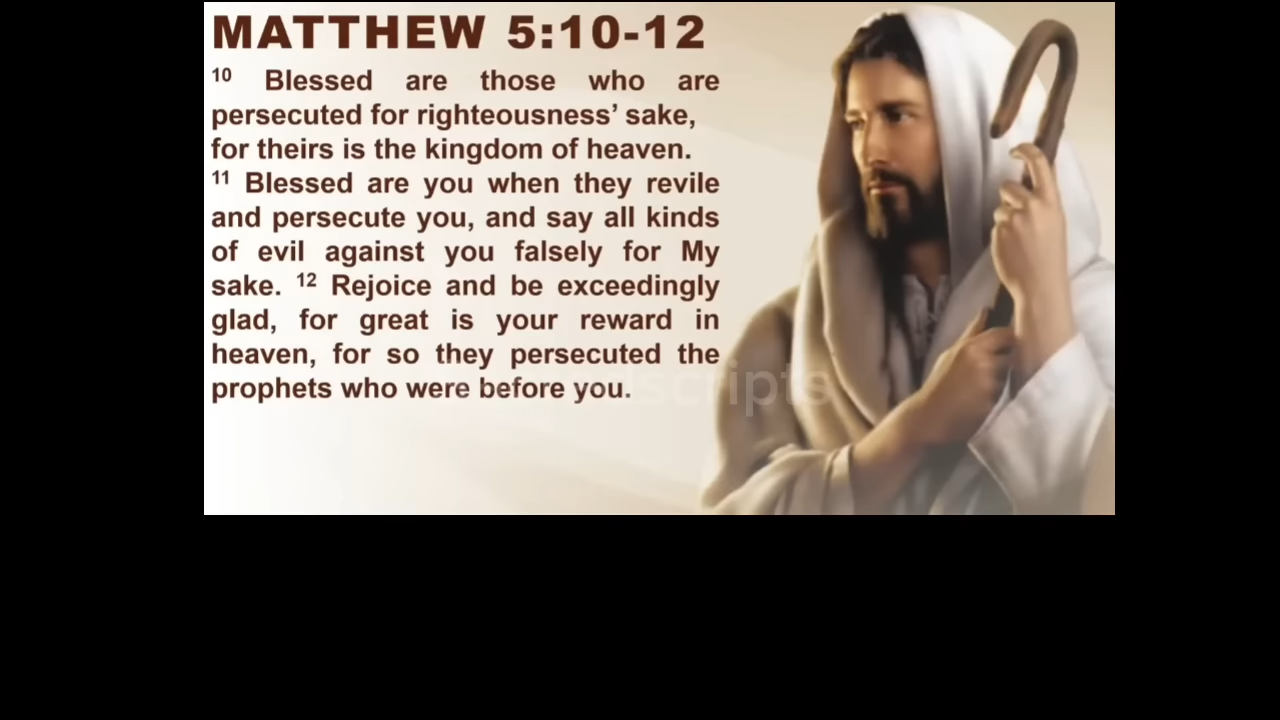 MATTHEW 5:10-12
10 Blessed are those who are
persecuted for righteousness’ sake,
for theirs is the kingdom of heaven.
11 Blessed are you when they revile
and persecute you, and say all kinds
of evil against you falsely for My
sake. 12 Rejoice and be exceedingly
glad, for great is your reward in
heaven, for so they persecuted the
prophets who were before you.